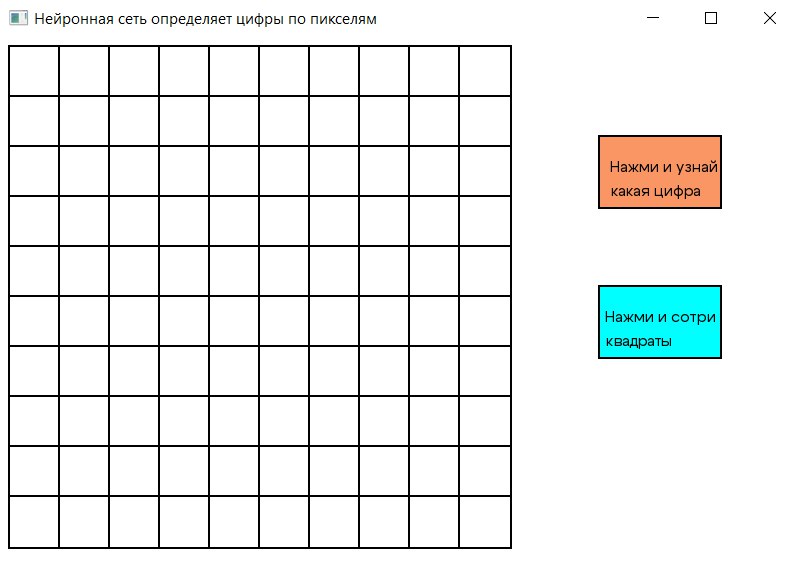 Нейронная сеть определяет цифры по пикселям
Нажми и узнай
какая цифра
Нажми и сотри
квадраты